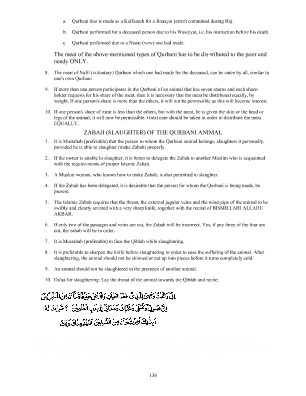 a. Qurbani that is made as a Kaffaarah for a Jinaayat (error) committed during Haj.
b. Qurbani performed for a deceased person due to his Wasiyyat, i.e. his instruction before his death.
c. Qurbani performed due to a Nazar (vow) one had made.
The meat of the above-mentioned types of Qurbani has to be dis-tributed to the poor and
needy ONLY.
8. The meat of Nafil (voluntary) Qurbani which one had made for the deceased, can be eaten by all, similar to
one's own Qurbani
9. If more than one person participates in the Qurbani of an animal that has seven shares and each share-
holder requests for his share of the meat, then it is necessary that the meat be distributed equally, by
weight. If one person's share is more than the others, it will not be permissible as this will become interest.
10. If one person's share of meat is less than the others, but with the meat, he is given the skin or the head or
legs of the animal, it will now be permissible. Great care should be taken in order to distribute the meat
EQUALLY.
ZABAH (SLAUGHTER) OF THE QURBANI ANIMAL
1. It is Mustahab (preferable) that the person to whom the Qurbani animal belongs, slaughters it personally,
provided he is able to slaughter (make Zabah) properly.
2. If the owner is unable to slaughter, it is better to delegate the Zabah to another Muslim who is acquainted
with the require-ments of proper Islamic Zabah.
3. A Muslim woman, who knows how to make Zabah, is also permitted to slaughter.
4. If the Zabah has been delegated, it is desirable that the person for whom the Qurbani is being made, be
present.
5. The Islamic Zabah requires that the throat, the external jugular veins and the wind-pipe of the animal to be
swiftly and clearly severed with a very sharp knife, together with the recital of BISMILLAHI ALLAHU
AKBAR.
6. If only two of the passages and veins are cut, the Zabah will be incorrect. Yes, if any three of the four are
cut, the zabah will be in order.
7. It is Mustahab (preferable) to face the Qiblah while slaughtering.
8. It is preferable to sharpen the knife before slaughtering in order to ease the suffering of the animal. After
slaughtering, the animal should not be skinned or cut up into pieces before it turns completely cold.
9. An animal should not be slaughtered in the presence of another animal.
10. Du'aa for slaughtering: Lay the throat of the animal towards the Qiblah and recite:
136